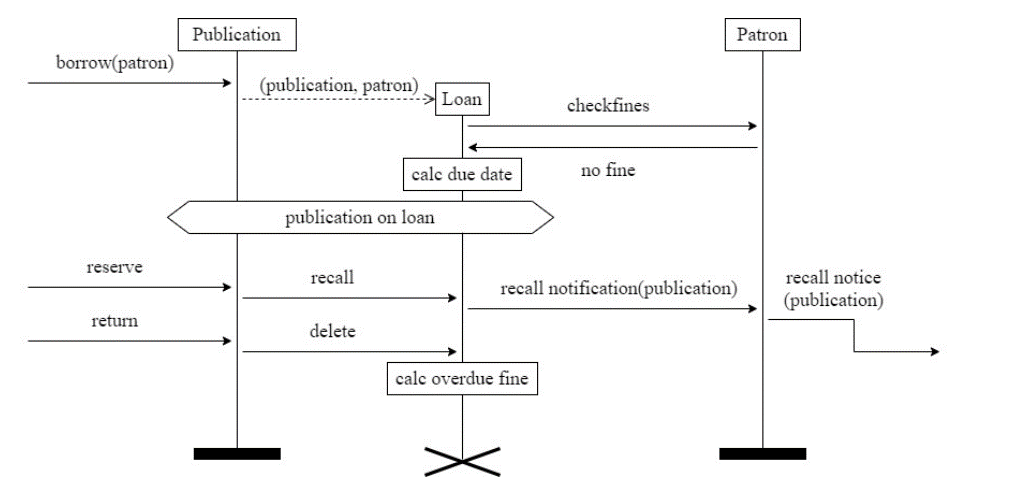 Publication
Patron
borrow(patron)
(publication, patron)
Loan
checkfines
no fine
calc due date
publication on loan
reserve
recall
recall notification(publication)
recall notice
(publication)
return
delete
calc overdue fine